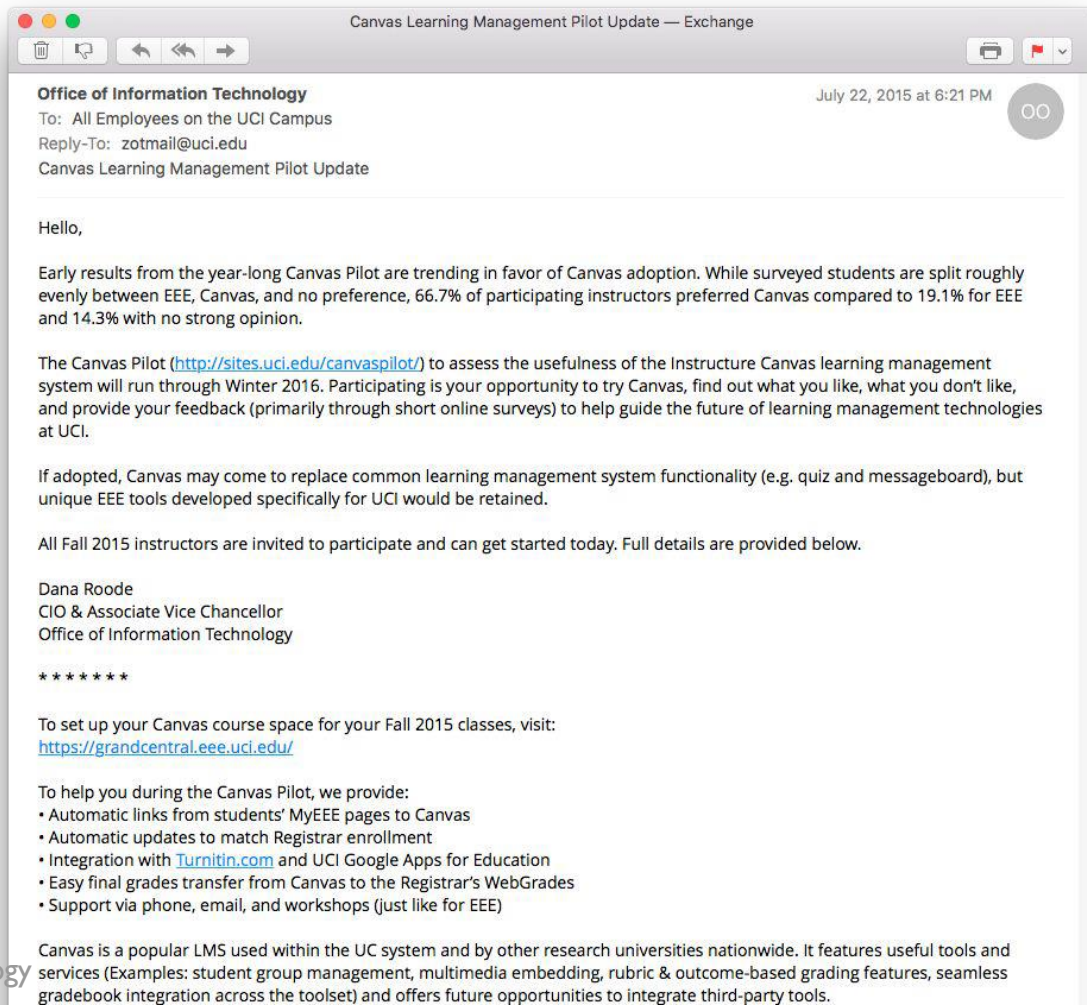 Canvas Learning Management Pilot Update — Exchange
Office of Information Technology
July 22, 2015 at 6:21 PM
OO
To: All Employees on the UCI Campus
Reply-To: zotmail@uci.edu
Canvas Learning Management Pilot Update
Hello,
Early results from the year-long Canvas Pilot are trending in favor of Canvas adoption. While surveyed students are split roughly
evenly between EEE, Canvas, and no preference, 66.7% of participating instructors preferred Canvas compared to 19.1% for EEE
and 14.3% with no strong opinion.
The Canvas Pilot (http://sites.uci.edu/canvaspilot/) to assess the usefulness of the Instructure Canvas learning management
system will run through Winter 2016. Participating is your opportunity to try Canvas, find out what you like, what you don't like,
and provide your feedback (primarily through short online surveys) to help guide the future of learning management technologies
at UCI.
If adopted, Canvas may come to replace common learning management system functionality (e.g. quiz and messageboard), but
unique EEE tools developed specifically for UCI would be retained.
All Fall 2015 instructors are invited to participate and can get started today. Full details are provided below.
Dana Roode
CIO & Associate Vice Chancellor
Office of Information Technology
* * * * * * *
To set up your Canvas course space for your Fall 2015 classes, visit:
https://grandcentral.eee.uci.edu/
To help you during the Canvas Pilot, we provide:
• Automatic links from students' MyEEE pages to Canvas
• Automatic updates to match Registrar enrollment
• Integration with Turnitin.com and UCI Google Apps for Education
• Easy final grades transfer from Canvas to the Registrar's WebGrades
• Support via phone, email, and workshops (just like for EEE)
Canvas is a popular LMS used within the UC system and by other research universities nationwide. It features useful tools and
services (Examples: student group management, multimedia embedding, rubric & outcome-based grading features, seamless
gradebook integration across the toolset) and offers future opportunities to integrate third-party tools.